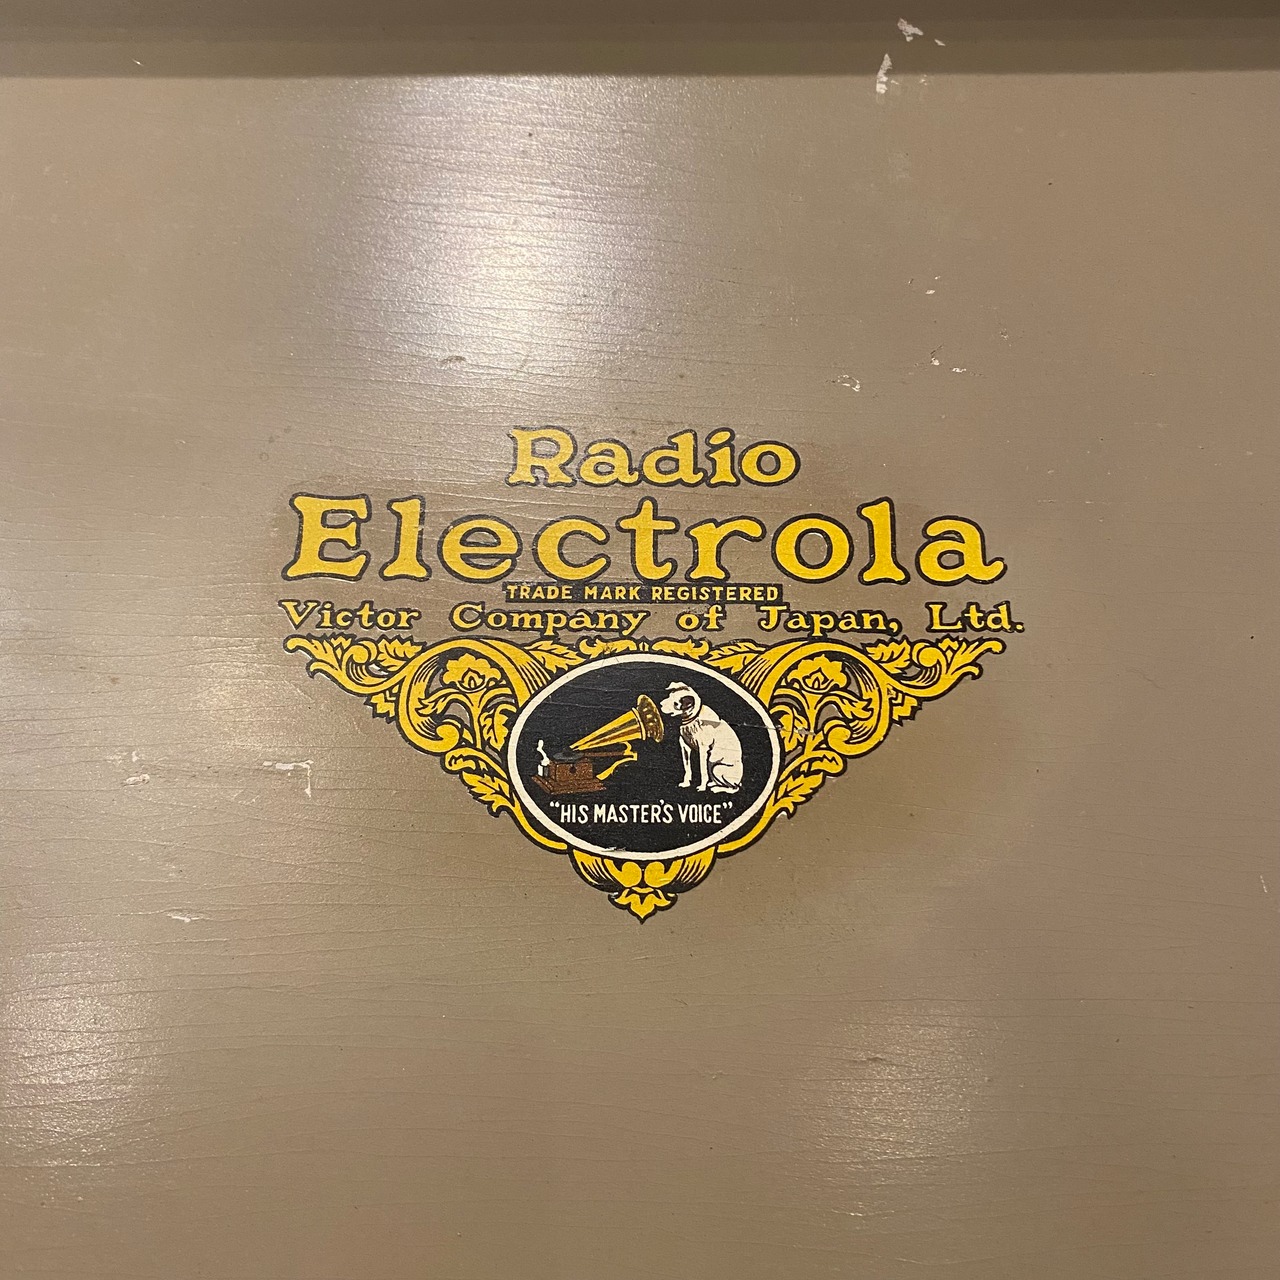 Radio
Electrola
TRADE MARK REGISTERED
Victor Company of Japan, Ltd.
"HIS MASTER'S VOICE"